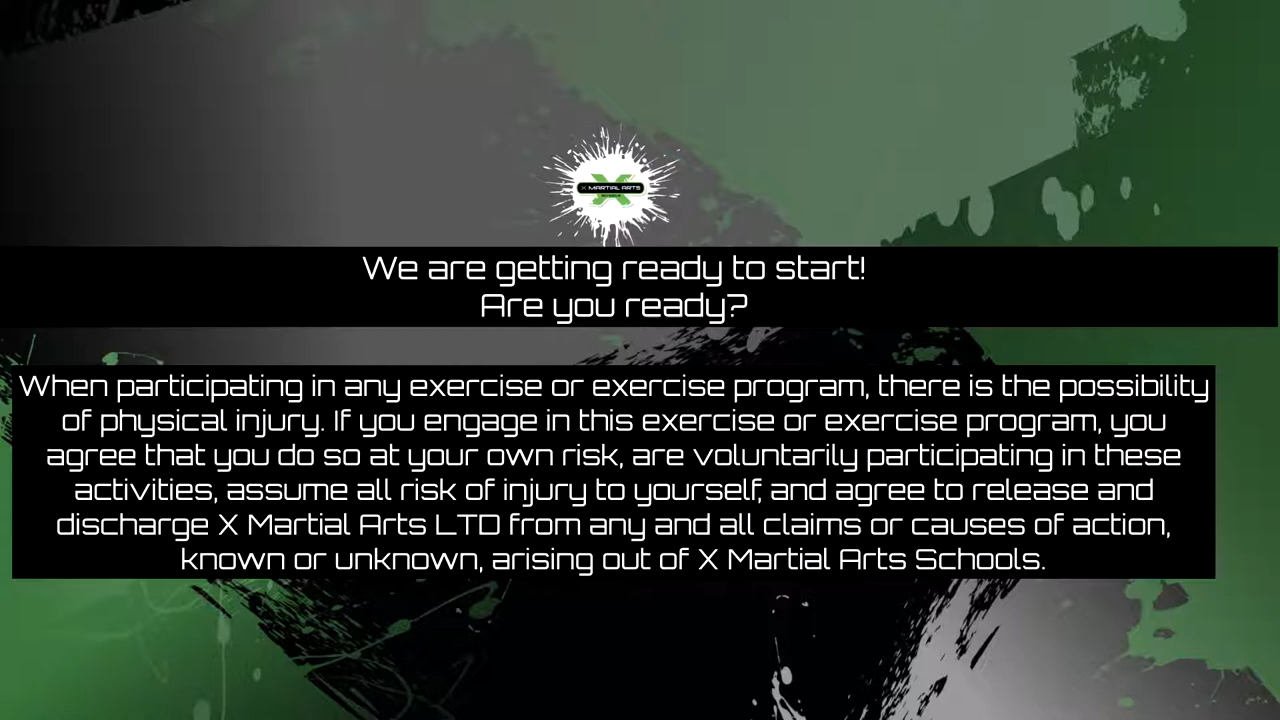 X MARTIAL ARTS
SCHOOLS
We are getting ready to start!
Are you ready?
When participating in any exercise or exercise program, there is the possibility
of physical injury. If you engage in this exercise or exercise program, you
agree that you do so at your own risk, are voluntarily participating in these
activities, assume all risk of injury to yourself, and agree to release and
discharge X Martial Arts LTD from any and all claims or causes of action,
known or unknown, arising out of X Martial Arts Schools.